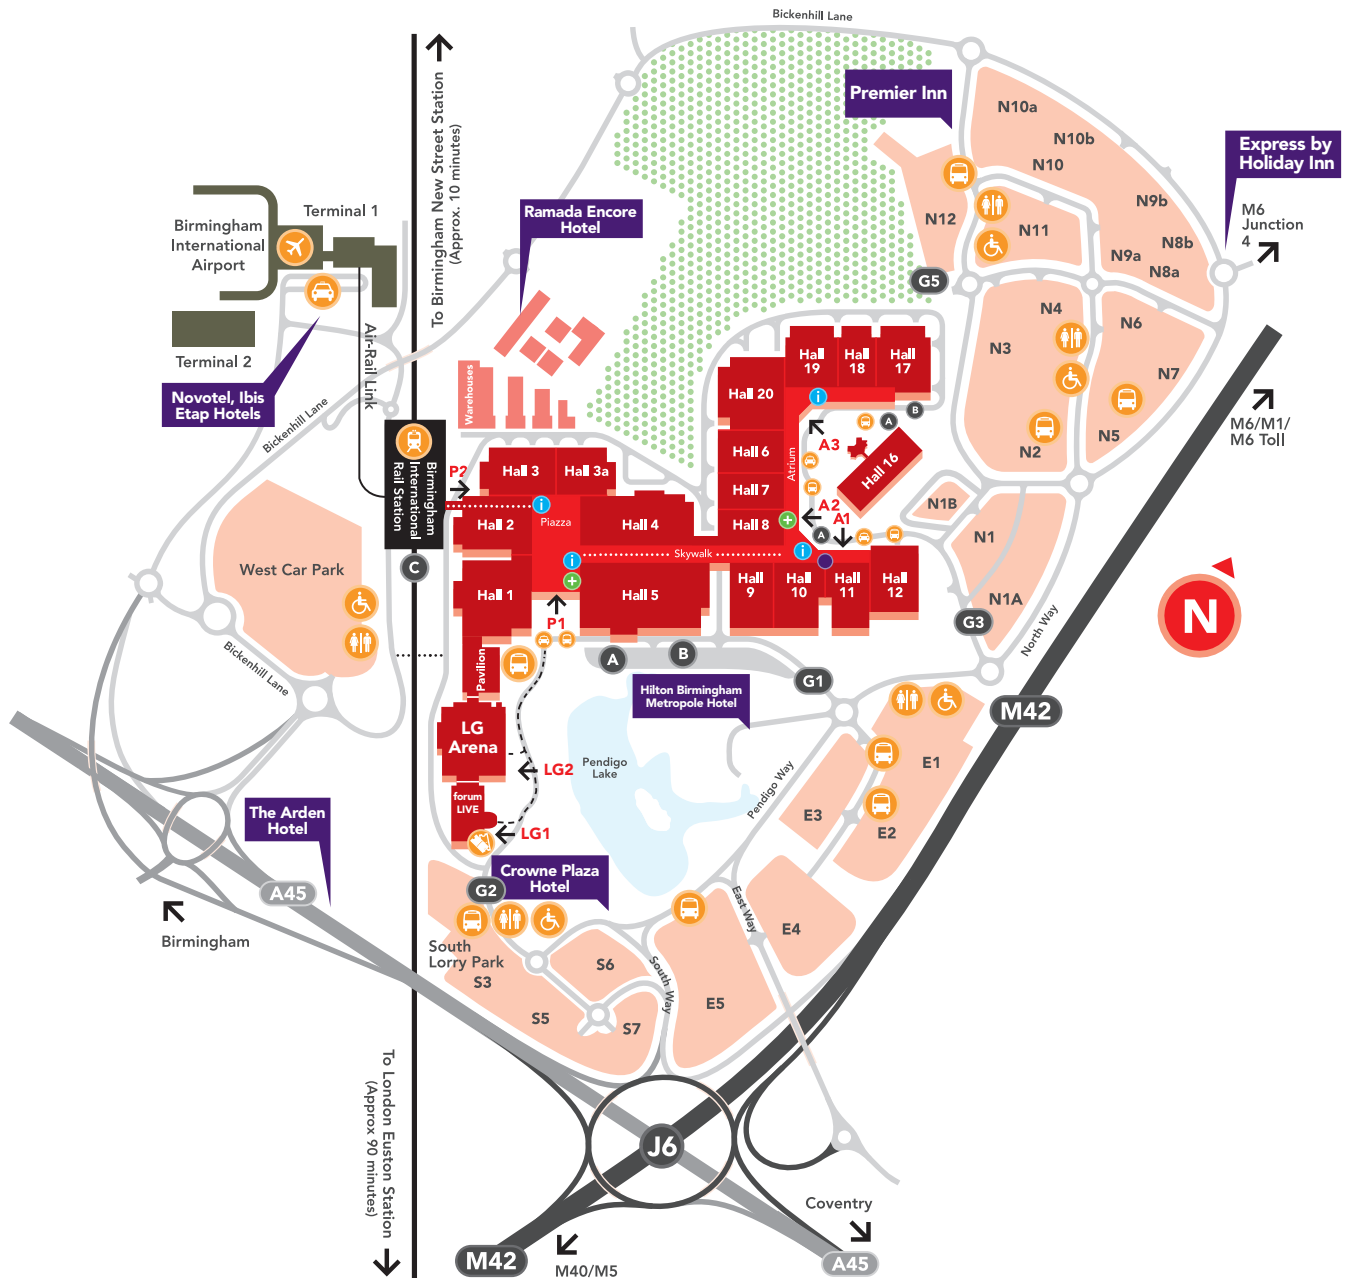 Bickenhill Lane
To Birmingham New Street Station
(Approx. 10 minutes)
Premier Inn
N10a
N10b
N10
Express by
Holiday Inn
N9b
M6
Junction
4
N8b
N9a
N8a
N12
N11
G5
Ramada Encore
Hotel
Terminal 1
Birmingham
International
Airport
Terminal 2
Air-Rail Link
Novotel, Ibis
Etap Hotels
Bickenhill Lane
Warehouses
N4
N3
N6
N7
N5
N2
M6/M1/
M6 Toll
Hall
19
Hall
18
Hall
17
Hall 20
i
A
B
A3
Hall 6
Atrium
Hall 16
Hall 7
Hall 8
A2
A1
A
N1B
N1
N1A
G3
North Way
N
Birmingham
International
Rail Station
C
P2
Hall 3
Hall 3a
Hall 2
i
Piazza
Hall 4
Skywalk
i
i
Hall 1
Hall 5
Hall
9
Hall
10
Hall
11
Hall
12
P1
A
B
G1
West Car Park
Bickenhill Lane
Pavilion
Hilton Birmingham
Metropole Hotel
M42
LG
Arena
LG2
Pendigo
Lake
Pendigo Way
E1
forum
LIVE
LG1
E3
E2
The Arden
Hotel
A45
Birmingham
G2
Crowne Plaza
Hotel
East Way
E4
South
Lorry Park
S3
S6
South Way
S5
S7
E5
To London Euston Station
(Approx 90 minutes)
J6
Coventry
M42
M40/M5
A45